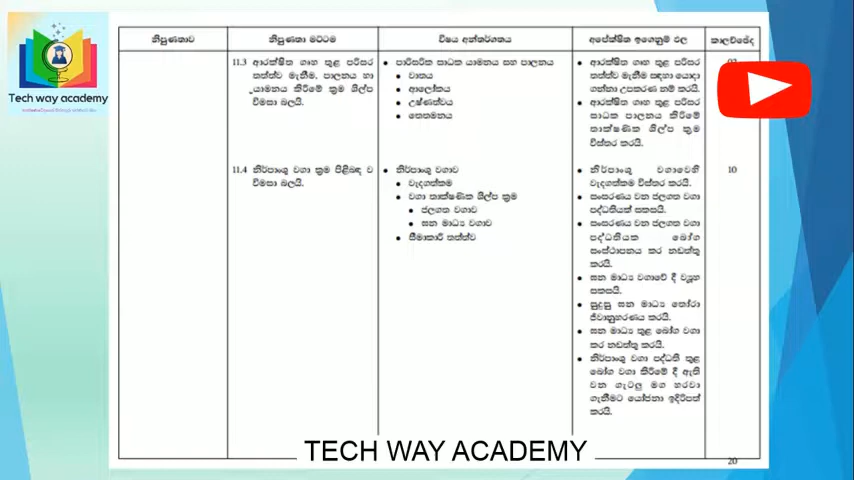 නිපුණතාව
නිපුණතා මට්ටම
විෂය අන්තර්ගතය
අපේක්ෂිත ඉගෙනුම් ඵල
කාලච්ඡේද
11.3 ආරක්ෂිත ගෘහ තුළ පරිසර
තත්ත්ව මැනීම, පාලනය හා
යාමනය කිරීමේ ක්‍රම ශිල්ප
විමසා බලයි.
• පාරිසරික සාධක යාමනය සහ පාලනය
• වාතය
• ආලෝකය
• උෂ්ණත්වය
• තෙතමනය
• ආරක්ෂිත ගෘහ තුළ පරිසර
තත්ත්ව මැනීම සඳහා යොදා
ගන්නා උපකරණ නම් කරයි.
• ආරක්ෂිත ගෘහ තුළ පරිසර
සාධක පාලනය කිරීමේ
තාක්ෂණික ශිල්ප ක්‍රම
විස්තර කරයි.
11.4 නිර්පාංශු වගා ක්‍රම පිළිබඳ ව
විමසා බලයි.
• නිර්පාංශු වගාව
• වැදගත්කම
• වගා තාක්ෂණික ශිල්ප ක්‍රම
• ජලගත වගාව
• ඝන මාධ්‍ය වගාව
• සීමාකාරී තත්ත්ව
• නිර්පාංශු වගාවෙහි
වැදගත්කම විස්තර කරයි.
• සංසරණය වන ජලගත වගා
පද්ධතියක් සකසයි.
• සංසරණය වන ජලගත වගා
පද්ධතියක බෝග
සංස්ථාපනය කර නඩත්තු
කරයි.
• ඝන මාධ්‍ය වගාවේ දී ව්‍යූහ
සකසයි.
• සුදුසු ඝන මාධ්‍ය තෝරා
ජීවානුහරණය කරයි.
• ඝන මාධ්‍ය තුළ බෝග වගා
කර නඩත්තු කරයි.
• නිර්පාංශු වගා පද්ධති තුළ
බෝග වගා කිරීමේ දී ඇති
වන ගැටලු මග හරවා
ගැනීමට යෝජනා ඉදිරිපත්
කරයි.
10
20
Tech way academy
TECH WAY ACADEMY